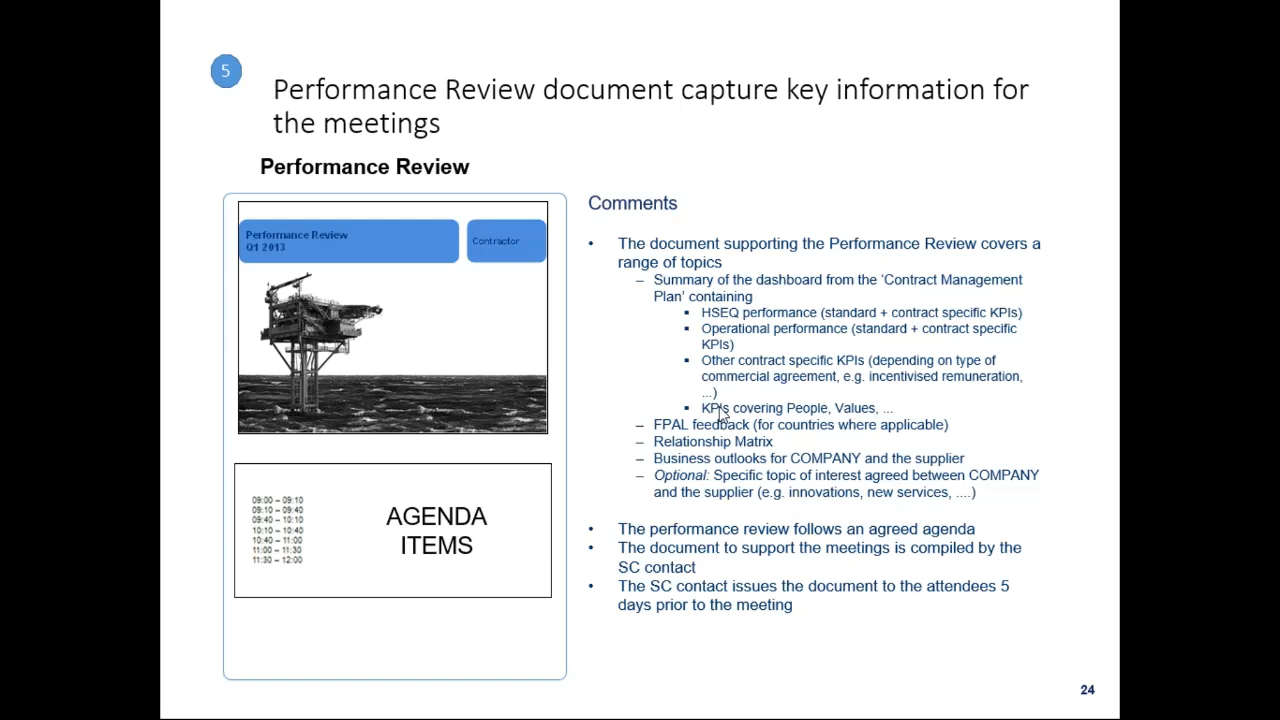 5
Performance Review document capture key information for
the meetings
Performance Review
Performance Review
Q1 2013
Contractor
09:00 – 09:10
09:10 – 09:40
09:40 – 10:10
10:10 – 10:40
10:40 – 11:00
11:00 – 11:30
11:30 – 12:00
AGENDA
ITEMS
Comments
• The document supporting the Performance Review covers a
range of topics
– Summary of the dashboard from the 'Contract Management
Plan' containing
▪ HSEQ performance (standard + contract specific KPIs)
▪ Operational performance (standard + contract specific
KPIs)
▪ Other contract specific KPIs (depending on type of
commercial agreement, e.g. incentivised remuneration,
...)
▪ KPIs covering People, Values, ...
– FPAL feedback (for countries where applicable)
– Relationship Matrix
– Business outlooks for COMPANY and the supplier
– Optional: Specific topic of interest agreed between COMPANY
and the supplier (e.g. innovations, new services, ....)
• The performance review follows an agreed agenda
• The document to support the meetings is compiled by the
SC contact
• The SC contact issues the document to the attendees 5
days prior to the meeting
24